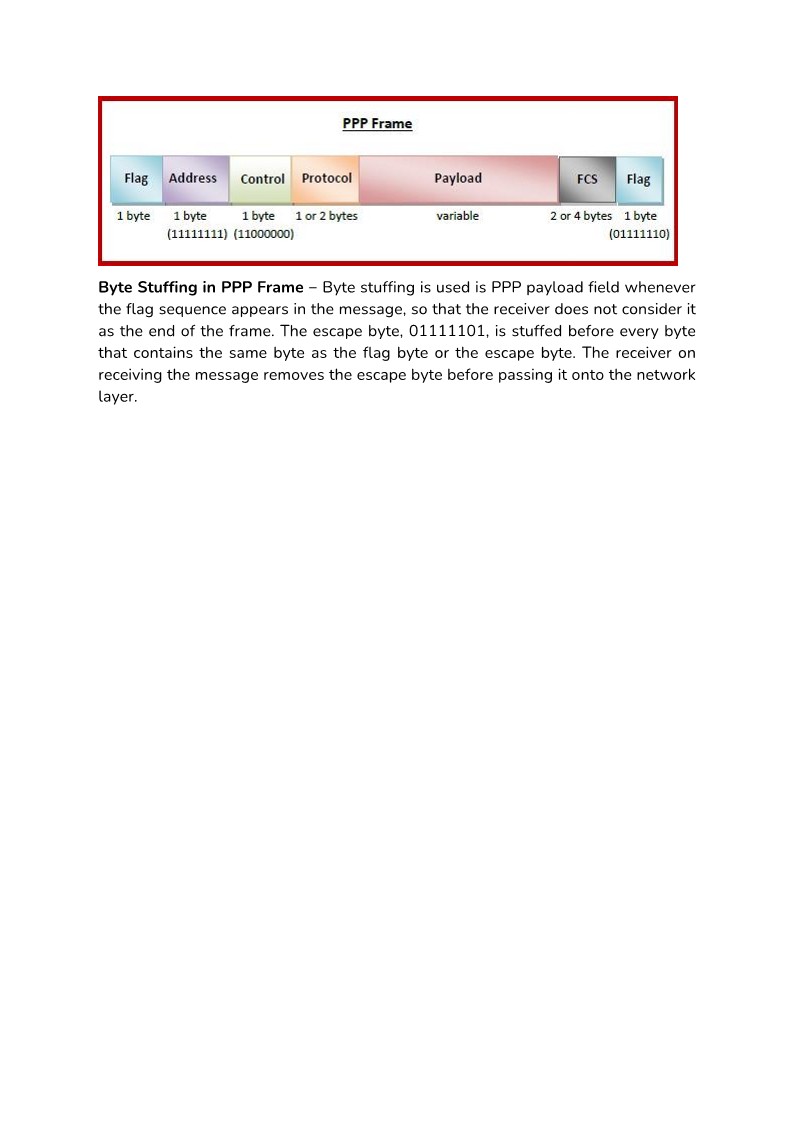 PPP Frame
Flag Address Control Protocol Payload FCS Flag
1 byte 1 byte 1 byte 1 or 2 bytes variable 2 or 4 bytes 1 byte
(11111111) (11000000) (01111110)
Byte Stuffing in PPP Frame – Byte stuffing is used is PPP payload field whenever
the flag sequence appears in the message, so that the receiver does not consider it
as the end of the frame. The escape byte, 01111101, is stuffed before every byte
that contains the same byte as the flag byte or the escape byte. The receiver on
receiving the message removes the escape byte before passing it onto the network
layer.